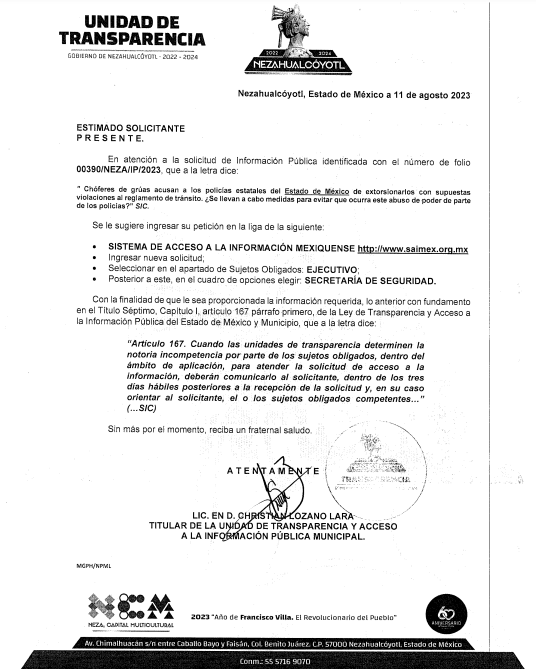 UNIDAD DE
TRANSPARENCIA
GOBIERNO DE NEZAHUALCÓYOTL · 2022 - 2024
2022 2024
NEZAHUALCÓYOTL
Nezahualcóyotl, Estado de México a 11 de agosto 2023
ESTIMADO SOLICITANTE
P R E S E N T E.
En atención a la solicitud de Información Pública identificada con el número de folio
00390/NEZA/IP/2023, que a la letra dice:
" Chóferes de grúas acusan a los policías estatales del Estado de México de extorsionarlos con supuestas
violaciones al reglamento de tránsito. ¿Se llevan a cabo medidas para evitar que ocurra este abuso de poder de parte
de los policías?" SIC.
Se le sugiere ingresar su petición en la liga de la siguiente:
• SISTEMA DE ACCESO A LA INFORMACIÓN MEXIQUENSE http://www.saimex.org.mx
• Ingresar nueva solicitud;
• Seleccionar en el apartado de Sujetos Obligados: EJECUTIVO;
• Posterior a este, en el cuadro de opciones elegir: SECRETARÍA DE SEGURIDAD.
Con la finalidad de que le sea proporcionada la información requerida, lo anterior con fundamento
en el Título Séptimo, Capítulo I, artículo 167 párrafo primero, de la Ley de Transparencia y Acceso a
la Información Pública del Estado de México y Municipio, que a la letra dice:
"Artículo 167. Cuando las unidades de transparencia determinen la
notoria incompetencia por parte de los sujetos obligados, dentro del
ámbito de aplicación, para atender la solicitud de acceso a la
información, deberán comunicarlo al solicitante, dentro de los tres
días hábiles posteriores a la recepción de la solicitud y, en su caso
orientar al solicitante, el o los sujetos obligados competentes..."
(...SIC)
Sin más por el momento, reciba un fraternal saludo.
A T E N T A M E N T E
TRANSPARENCIA
LIC. EN D. CHRISTIAN LOZANO LARA
TITULAR DE LA UNIDAD DE TRANSPARENCIA Y ACCESO
A LA INFORMACIÓN PÚBLICA MUNICIPAL.
MGPH/NPML
NCM
NEZA, CAPITAL MULTICULTURAL
2023 "Año de Francisco Villa. El Revolucionario del Pueblo"
60
ANIVERSARIO
Av. Chimalhuacán s/n entre Caballo Bayo y Faisán, Col. Benito Juárez. C.P. 57000 Nezahualcóyotl, Estado de México
Conm.: 55 5716 9070